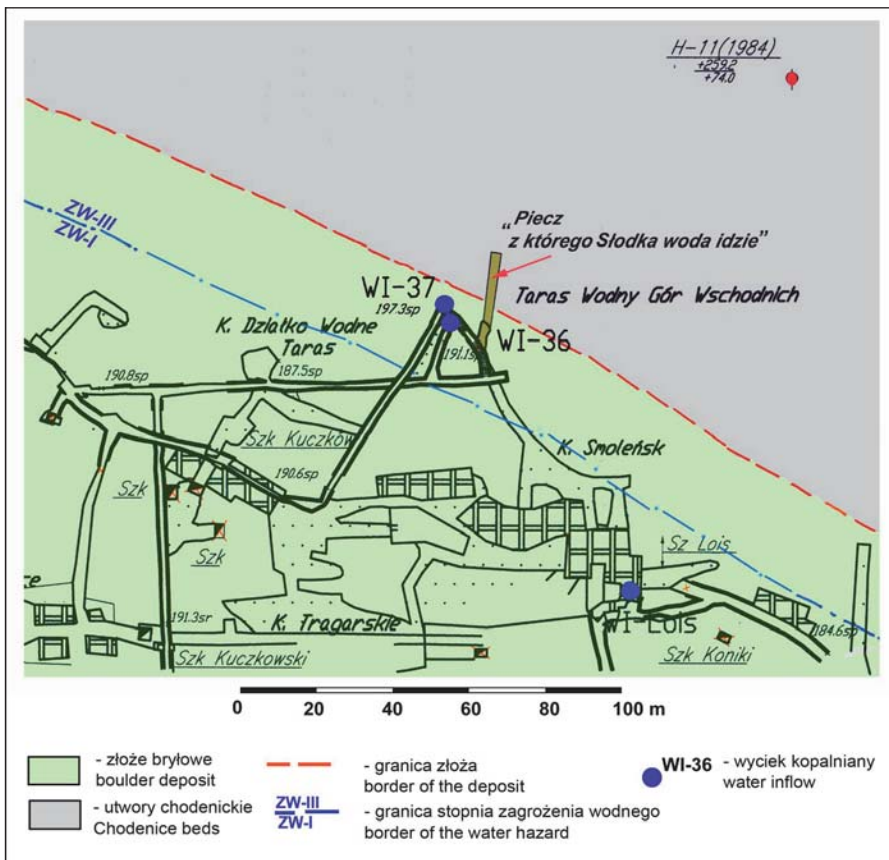 H-11(1984)
+259.2
+74.0
ZW-III
ZW-I
„Piecz
z którego Słodka woda idzie”
WI-37
197.3sp
Taras Wodny Gór Wschodnich
K. Działko Wodne
Taras
WI-36
191.1sp
190.8sp
187.5sp
Szk Kuczków
K. Smoleńsk
190.6sp
Szk
Szk
Sz Lois
ce
191.3sr
K. Tragarskie
WI-Lois
184.6sp
Szk Kuczkowski
Szk Koniki
0 20 40 60 80 100 m
- złoże bryłowe
boulder deposit
- granica złoża
border of the deposit
WI-36
- wyciek kopalniany
water inflow
- utwory chodenickie
Chodenice beds
ZW-III
ZW-I
- granica stopnia zagrożenia wodnego
border of the water hazard